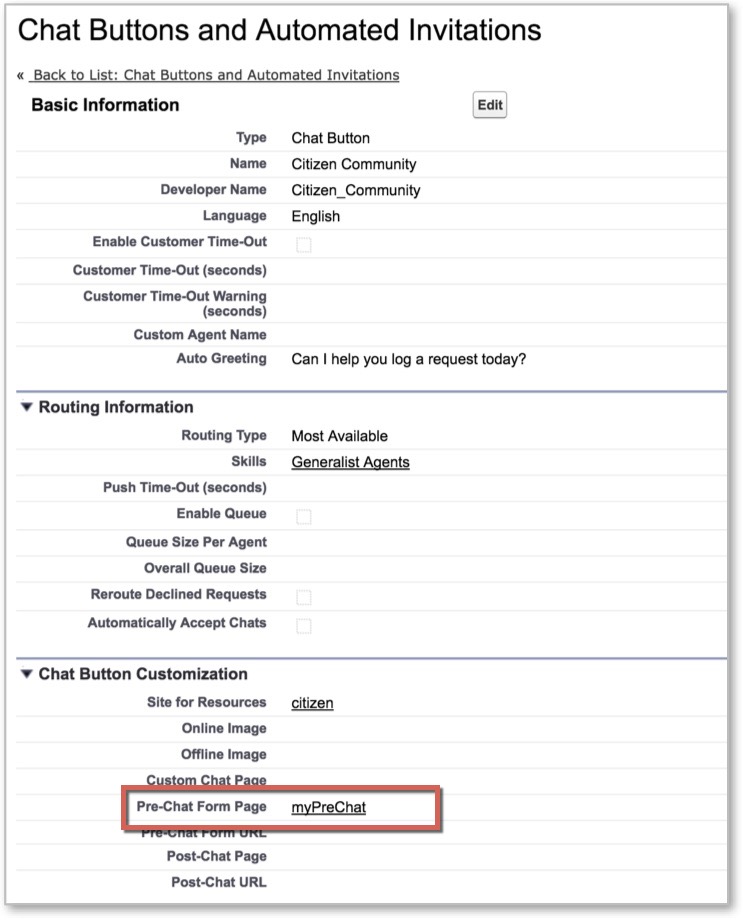 Chat Buttons and Automated Invitations
« Back to List: Chat Buttons and Automated Invitations
Basic Information Edit
Type Chat Button
Name Citizen Community
Developer Name Citizen_Community
Language English
Enable Customer Time-Out
Customer Time-Out (seconds)
Customer Time-Out Warning
(seconds)
Custom Agent Name
Auto Greeting Can I help you log a request today?
Routing Information
Routing Type Most Available
Skills Generalist Agents
Push Time-Out (seconds)
Enable Queue
Queue Size Per Agent
Overall Queue Size
Reroute Declined Requests
Automatically Accept Chats
Chat Button Customization
Site for Resources citizen
Online Image
Offline Image
Custom Chat Page
Pre-Chat Form Page myPreChat
Pre-Chat Form URL
Post-Chat Page
Post-Chat URL